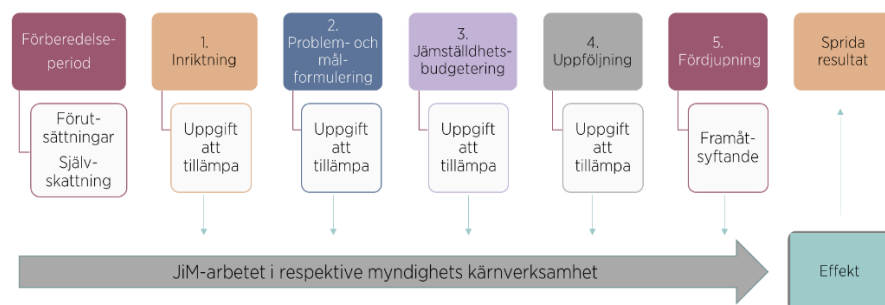 Förberedelse-
period
1.
Inriktning
2.
Problem- och
mål-
formulering
3.
Jämställdhets-
budgetering
4.
Uppföljning
5.
Fördjupning
Sprida
resultat
Förut-
sättningar
Själv-
skattning
Uppgift
att
tillämpa
Uppgift
att
tillämpa
Uppgift
att
tillämpa
Uppgift
att
tillämpa
Framåt-
syftande
JiM-arbetet i respektive myndighets kärnverksamhet
Effekt